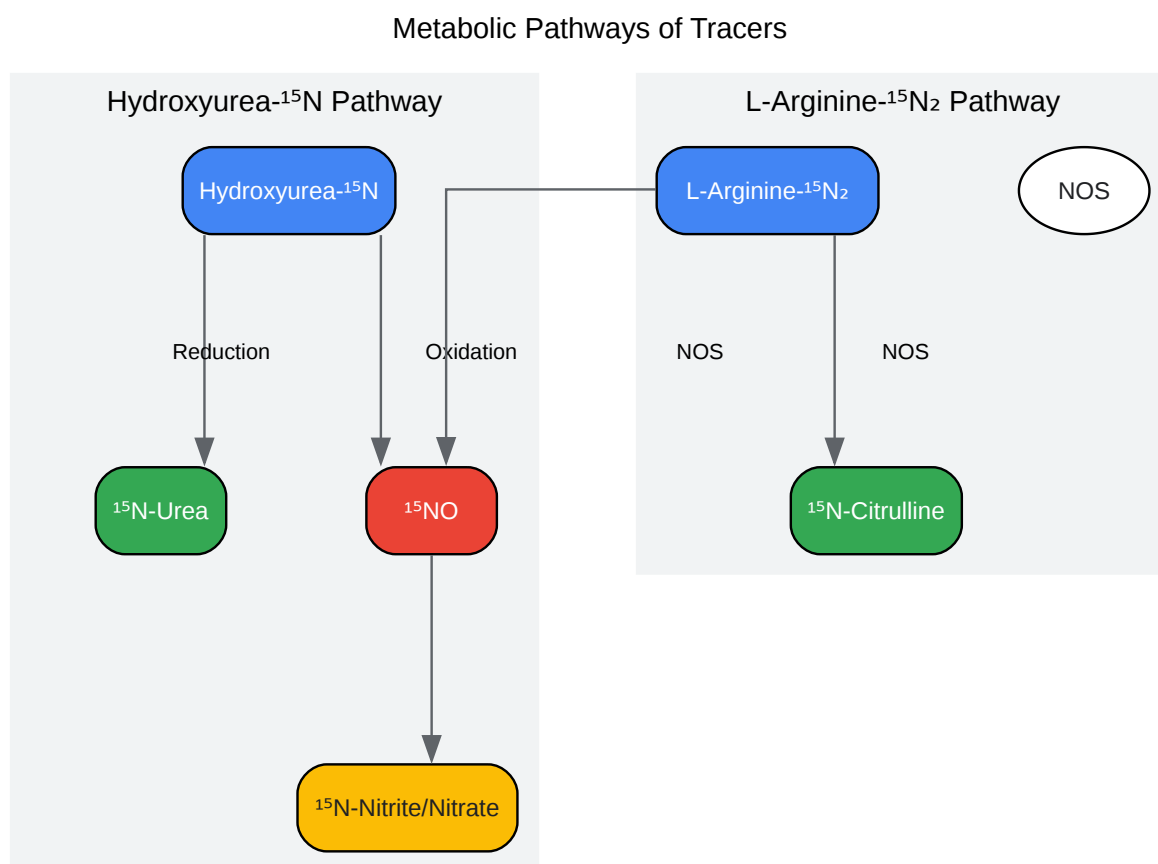 Metabolic Pathways of Tracers
Hydroxyurea-¹⁵N Pathway
L-Arginine-¹⁵N₂ Pathway
Hydroxyurea-¹⁵N
L-Arginine-¹⁵N₂
NOS
Reduction
Oxidation
NOS
NOS
¹⁵N-Urea
¹⁵NO
¹⁵N-Citrulline
¹⁵N-Nitrite/Nitrate